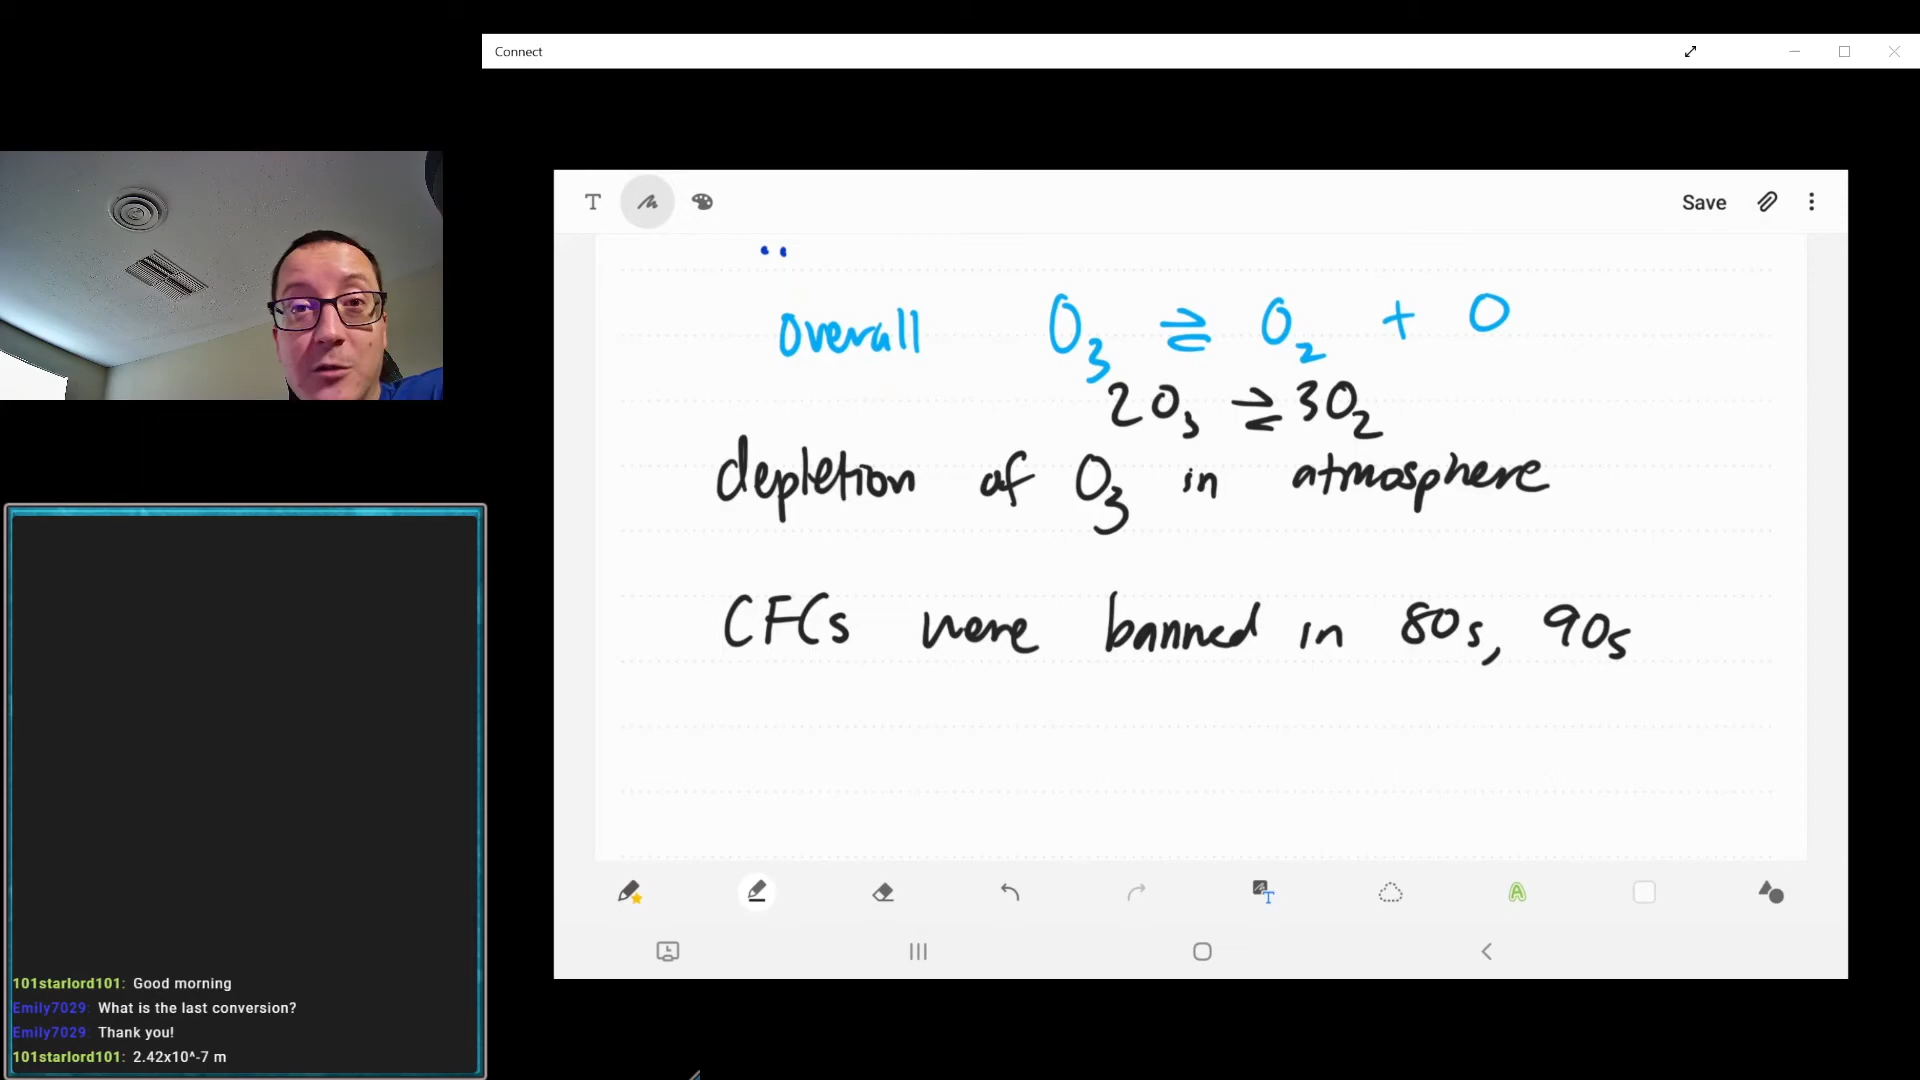 Connect
T
Save
Overall O₃ ⇌ O₂ + O
2O₃ ⇌ 3O₂
depletion of O₃ in atmosphere
CFCs were banned in 80s, 90s
101starlord101: Good morning
Emily7029: What is the last conversion?
Emily7029: Thank you!
101starlord101: 2.42x10^-7 m